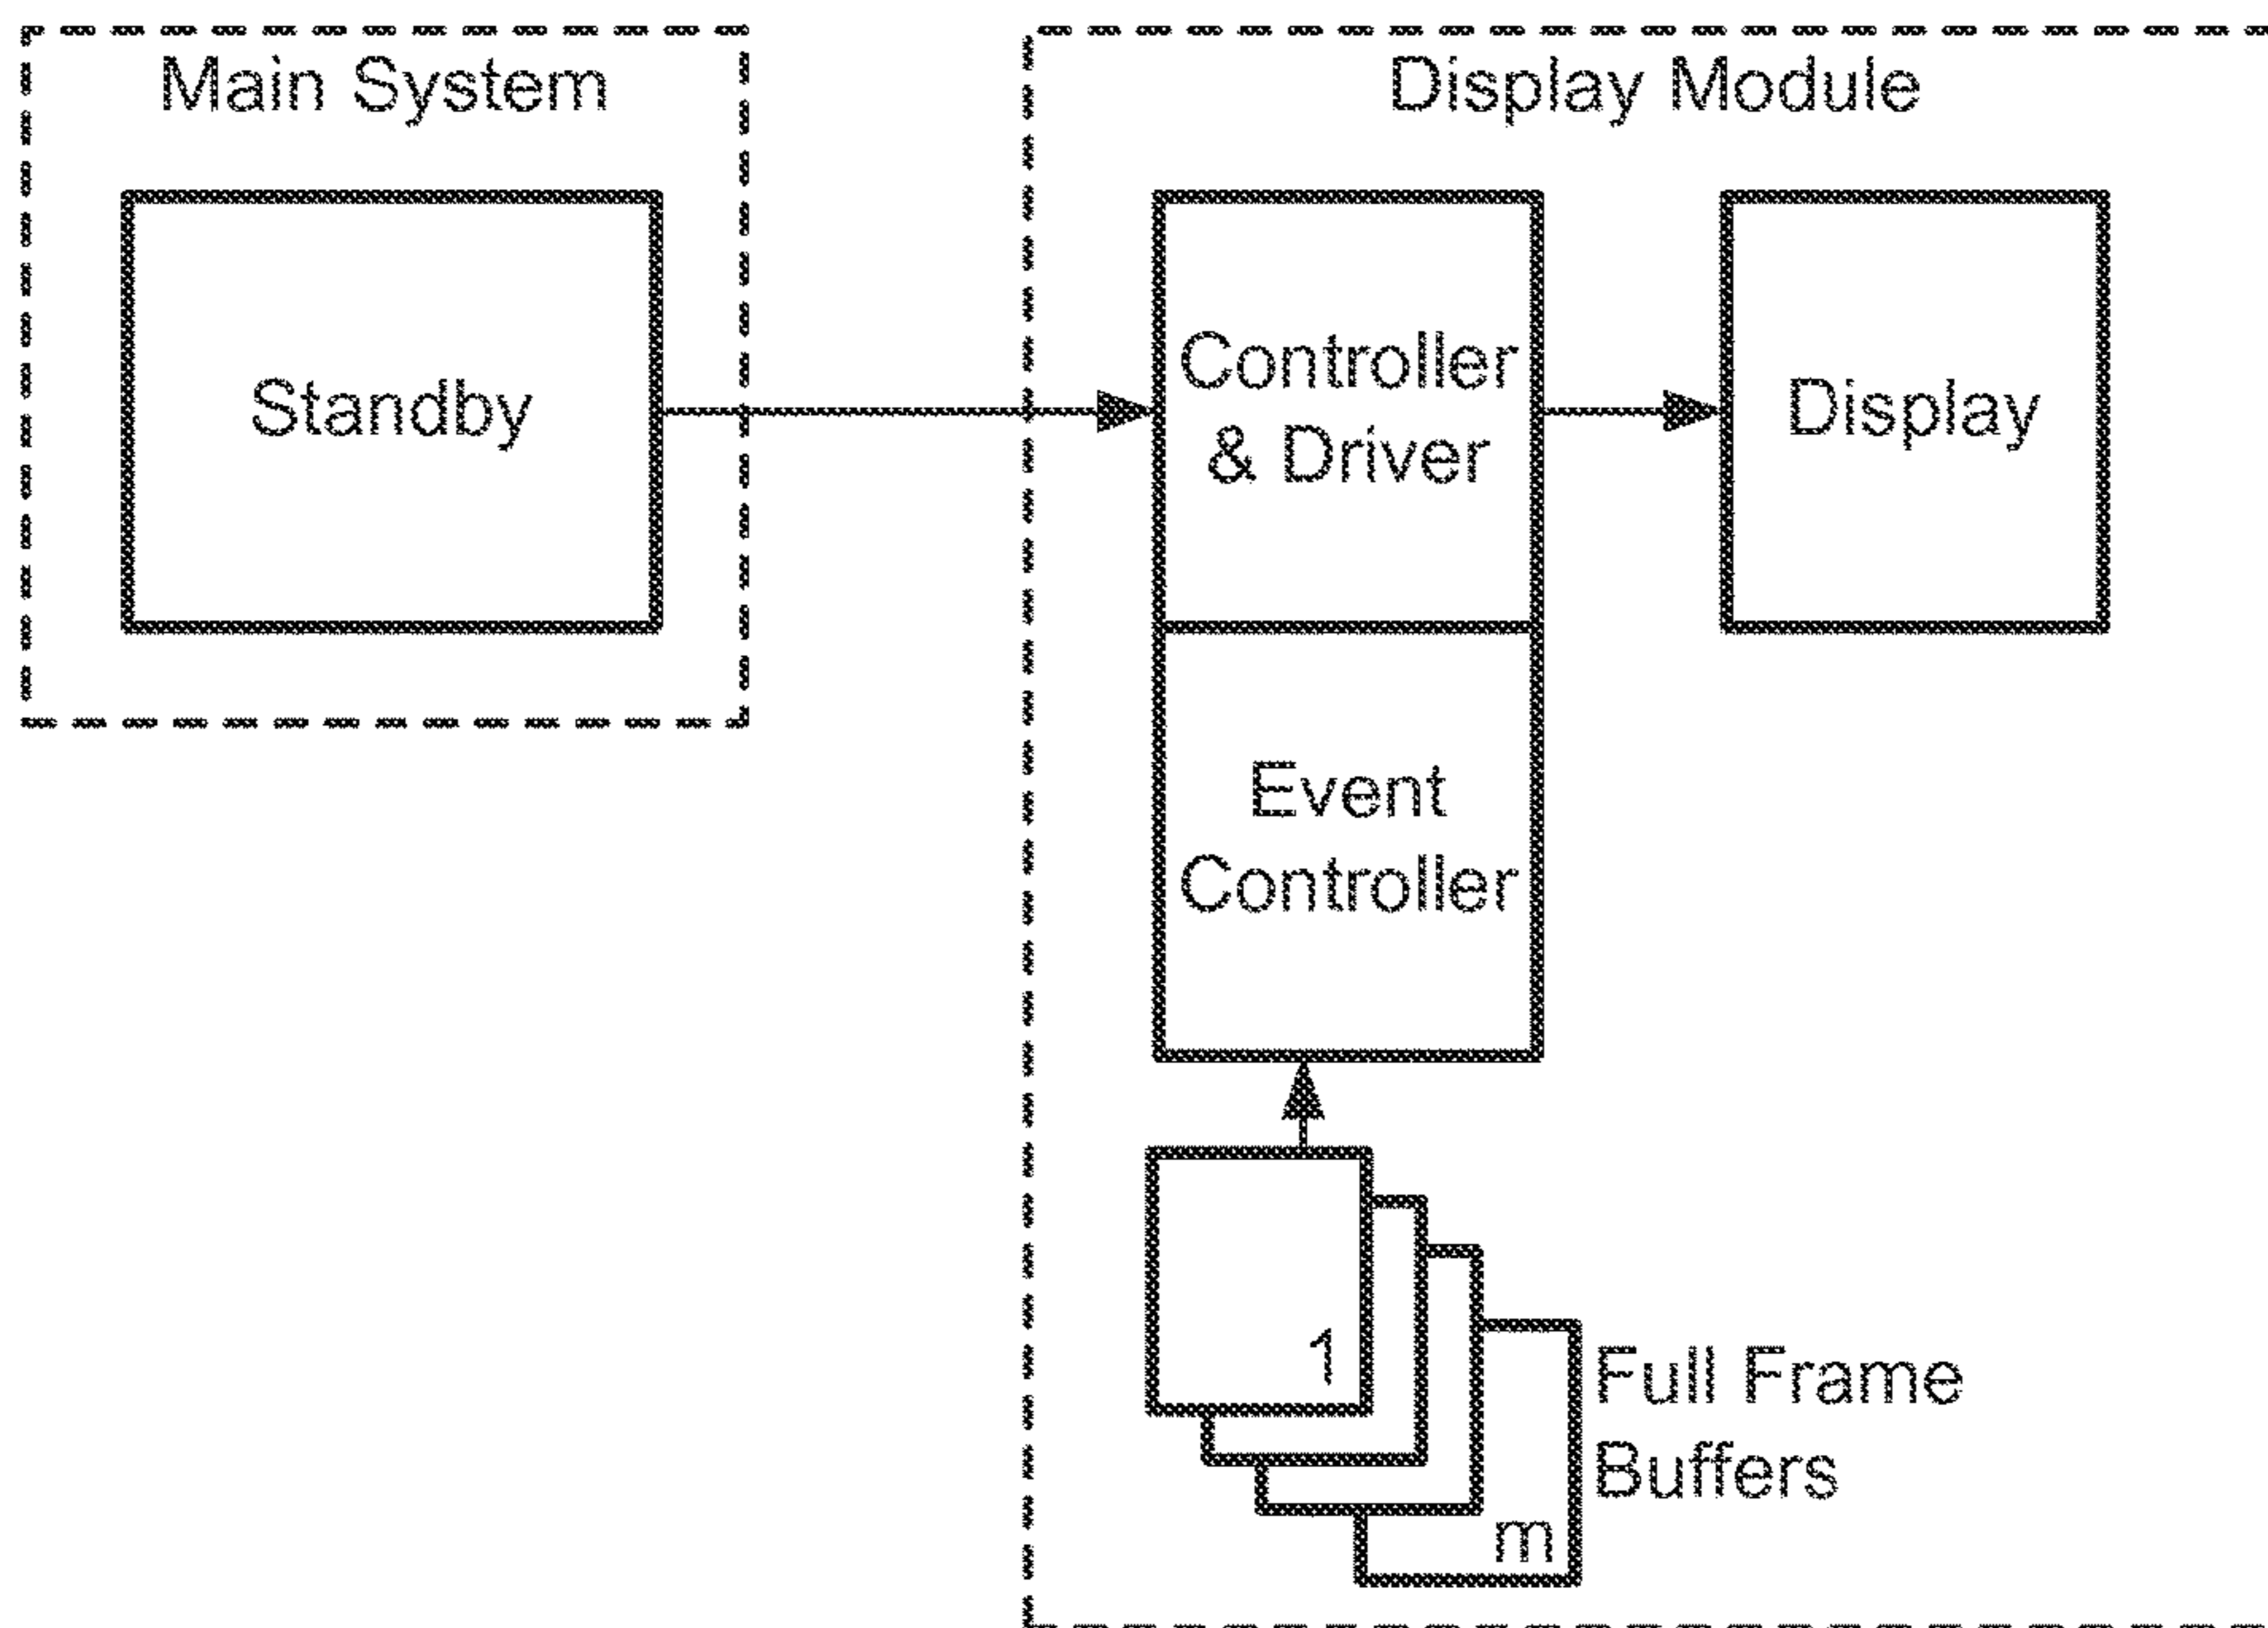 Main System
Display Module
Standby
Controller
& Driver
Display
Event
Controller
1
m
Full Frame
Buffers